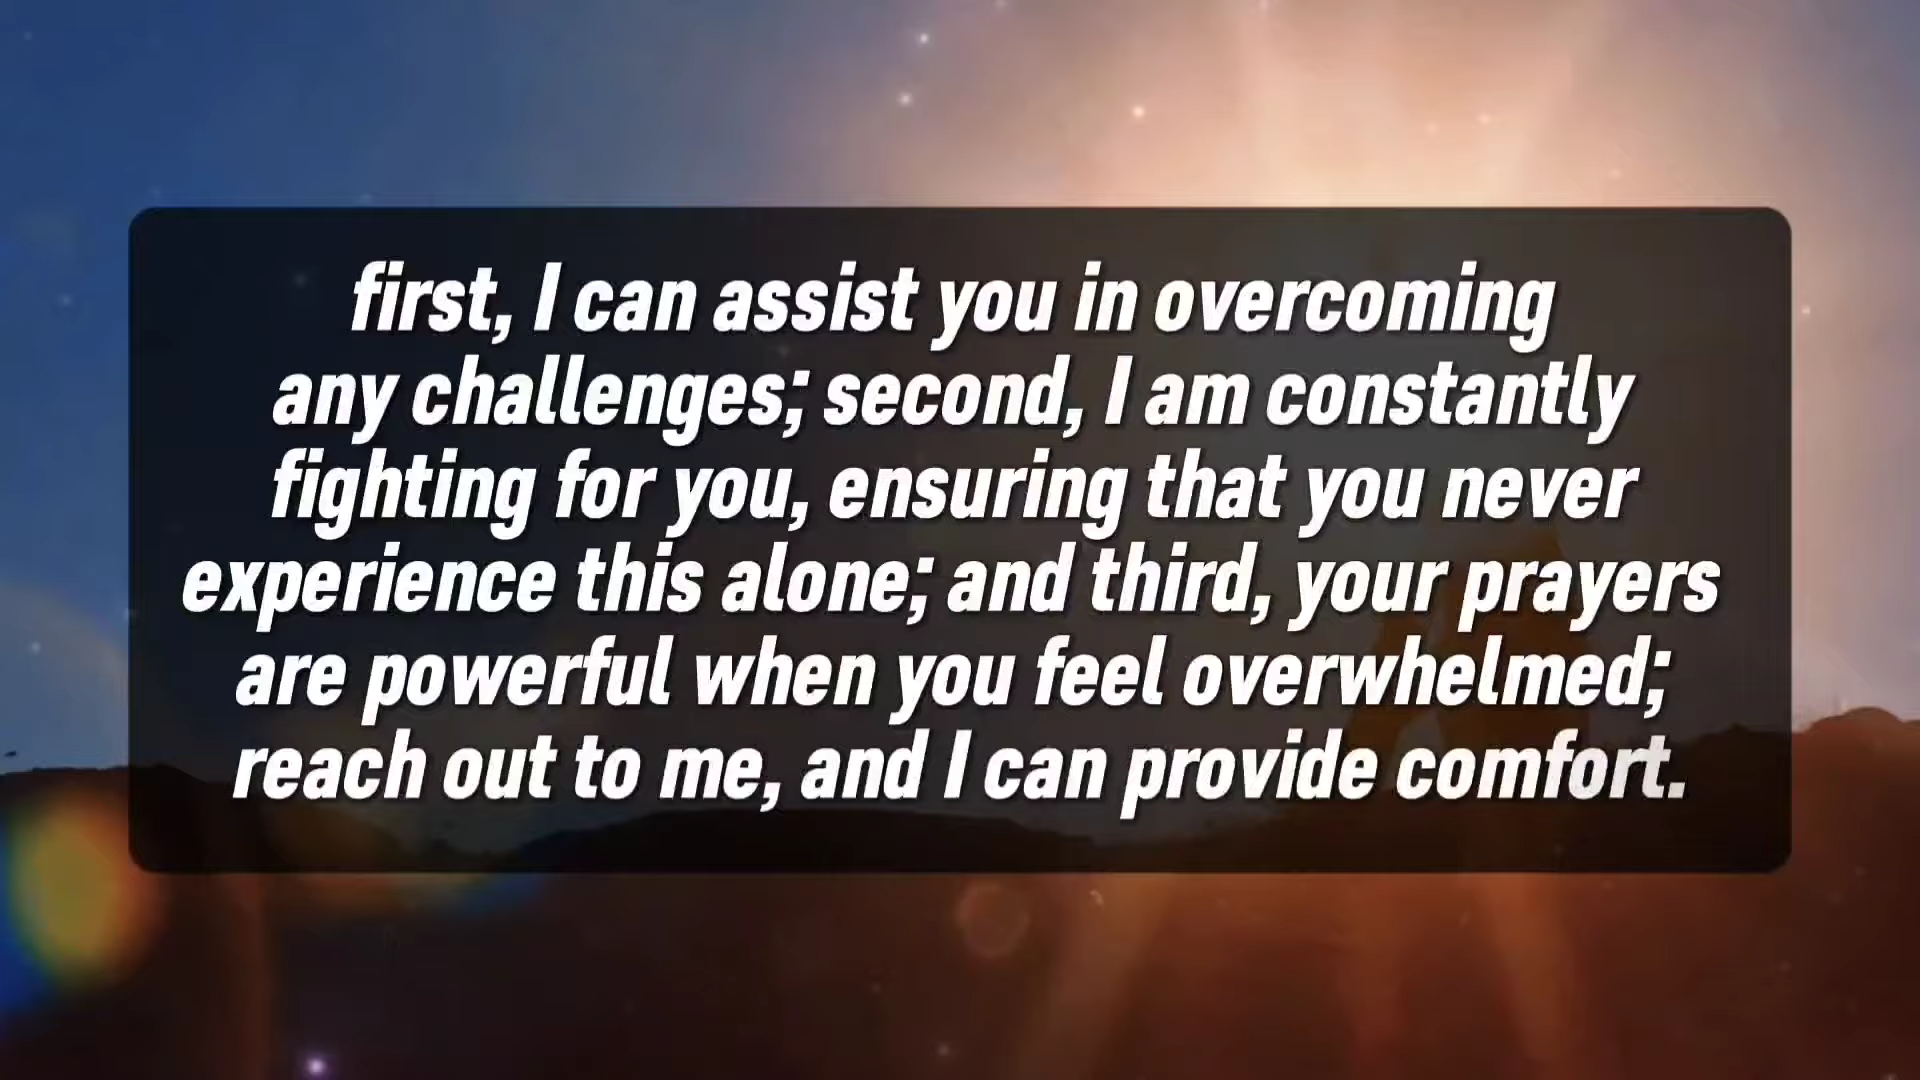 first, I can assist you in overcoming
any challenges; second, I am constantly
fighting for you, ensuring that you never
experience this alone; and third, your prayers
are powerful when you feel overwhelmed;
reach out to me, and I can provide comfort.